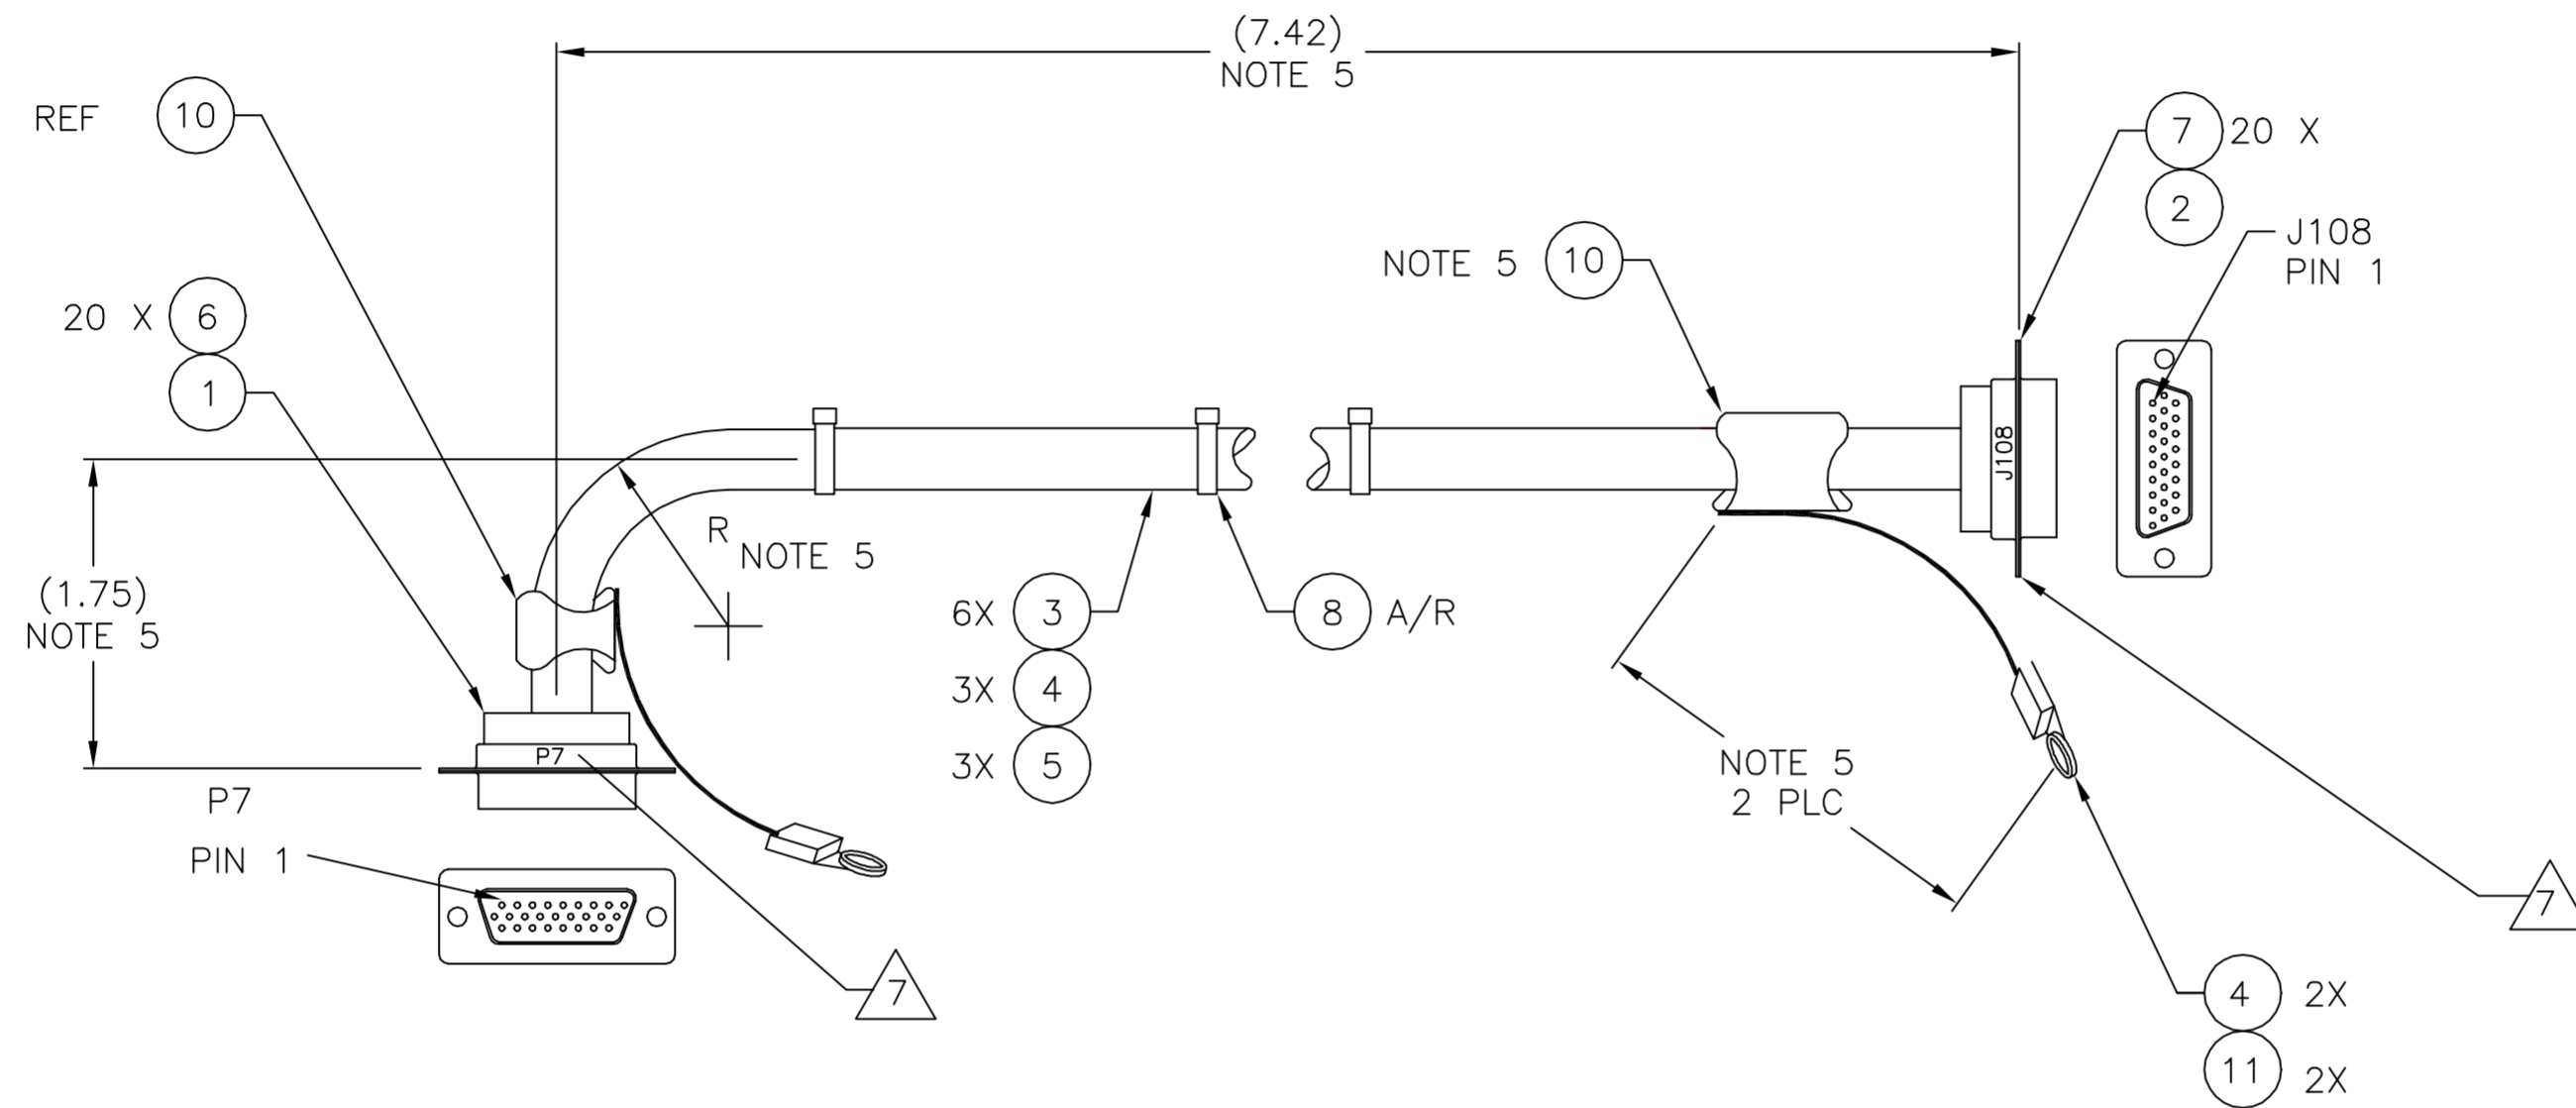 (7.42)
NOTE 5
REF 10
7 20 X
2
J108
PIN 1
NOTE 5 10
20 X 6
1
J108
R
NOTE 5
(1.75)
NOTE 5
6X 3
8 A/R
3X 4
3X 5
P7
NOTE 5
2 PLC
P7
PIN 1
7
7
4 2X
11 2X